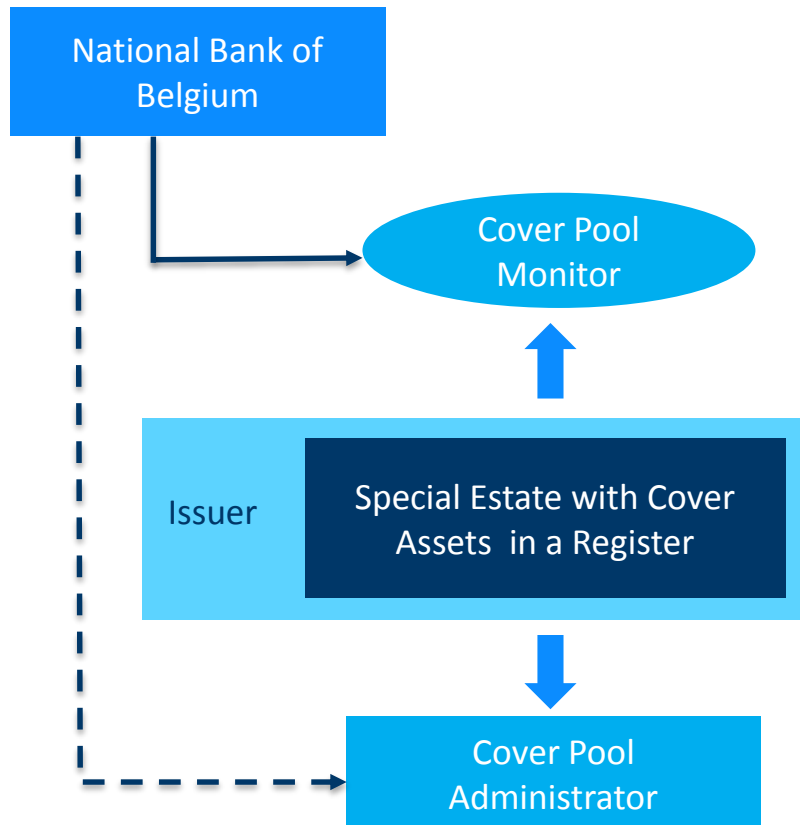 National Bank of
Belgium
Cover Pool
Monitor
Issuer
Special Estate with Cover
Assets in a Register
Cover Pool
Administrator